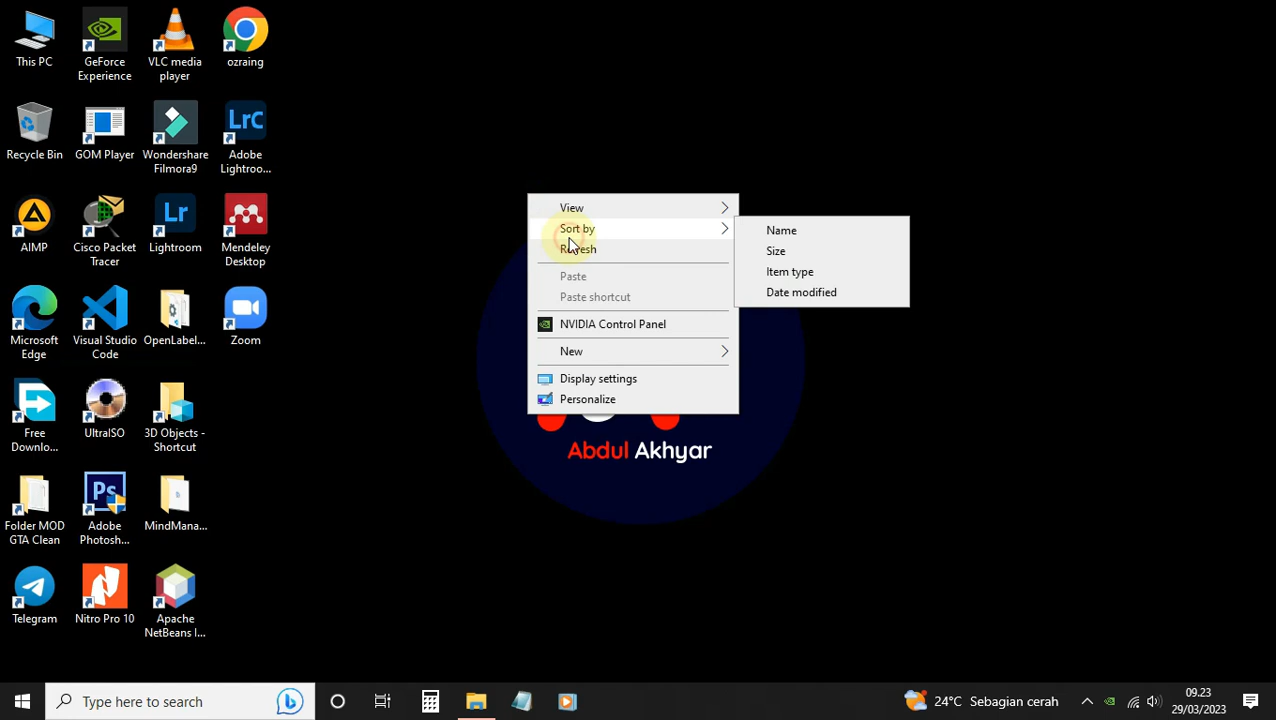 This PC
GeForce
Experience
VLC media
player
ozraing
Recycle Bin
GOM Player
Wondershare
Filmora9
Adobe
Lightroo...
AIMP
Cisco Packet
Tracer
Lightroom
Mendeley
Desktop
Microsoft
Edge
Visual Studio
Code
OpenLabel...
Zoom
Free
Downlo...
UltraISO
3D Objects -
Shortcut
Folder MOD
GTA Clean
Adobe
Photosh...
MindMana...
Telegram
Nitro Pro 10
Apache
NetBeans I...
LrC
Lr
Ps
View
Sort by
Refresh
Paste
Paste shortcut
NVIDIA Control Panel
New
Display settings
Personalize
Name
Size
Item type
Date modified
Abdul Akhyar
Type here to search
24°C Sebagian cerah
09.23
29/03/2023